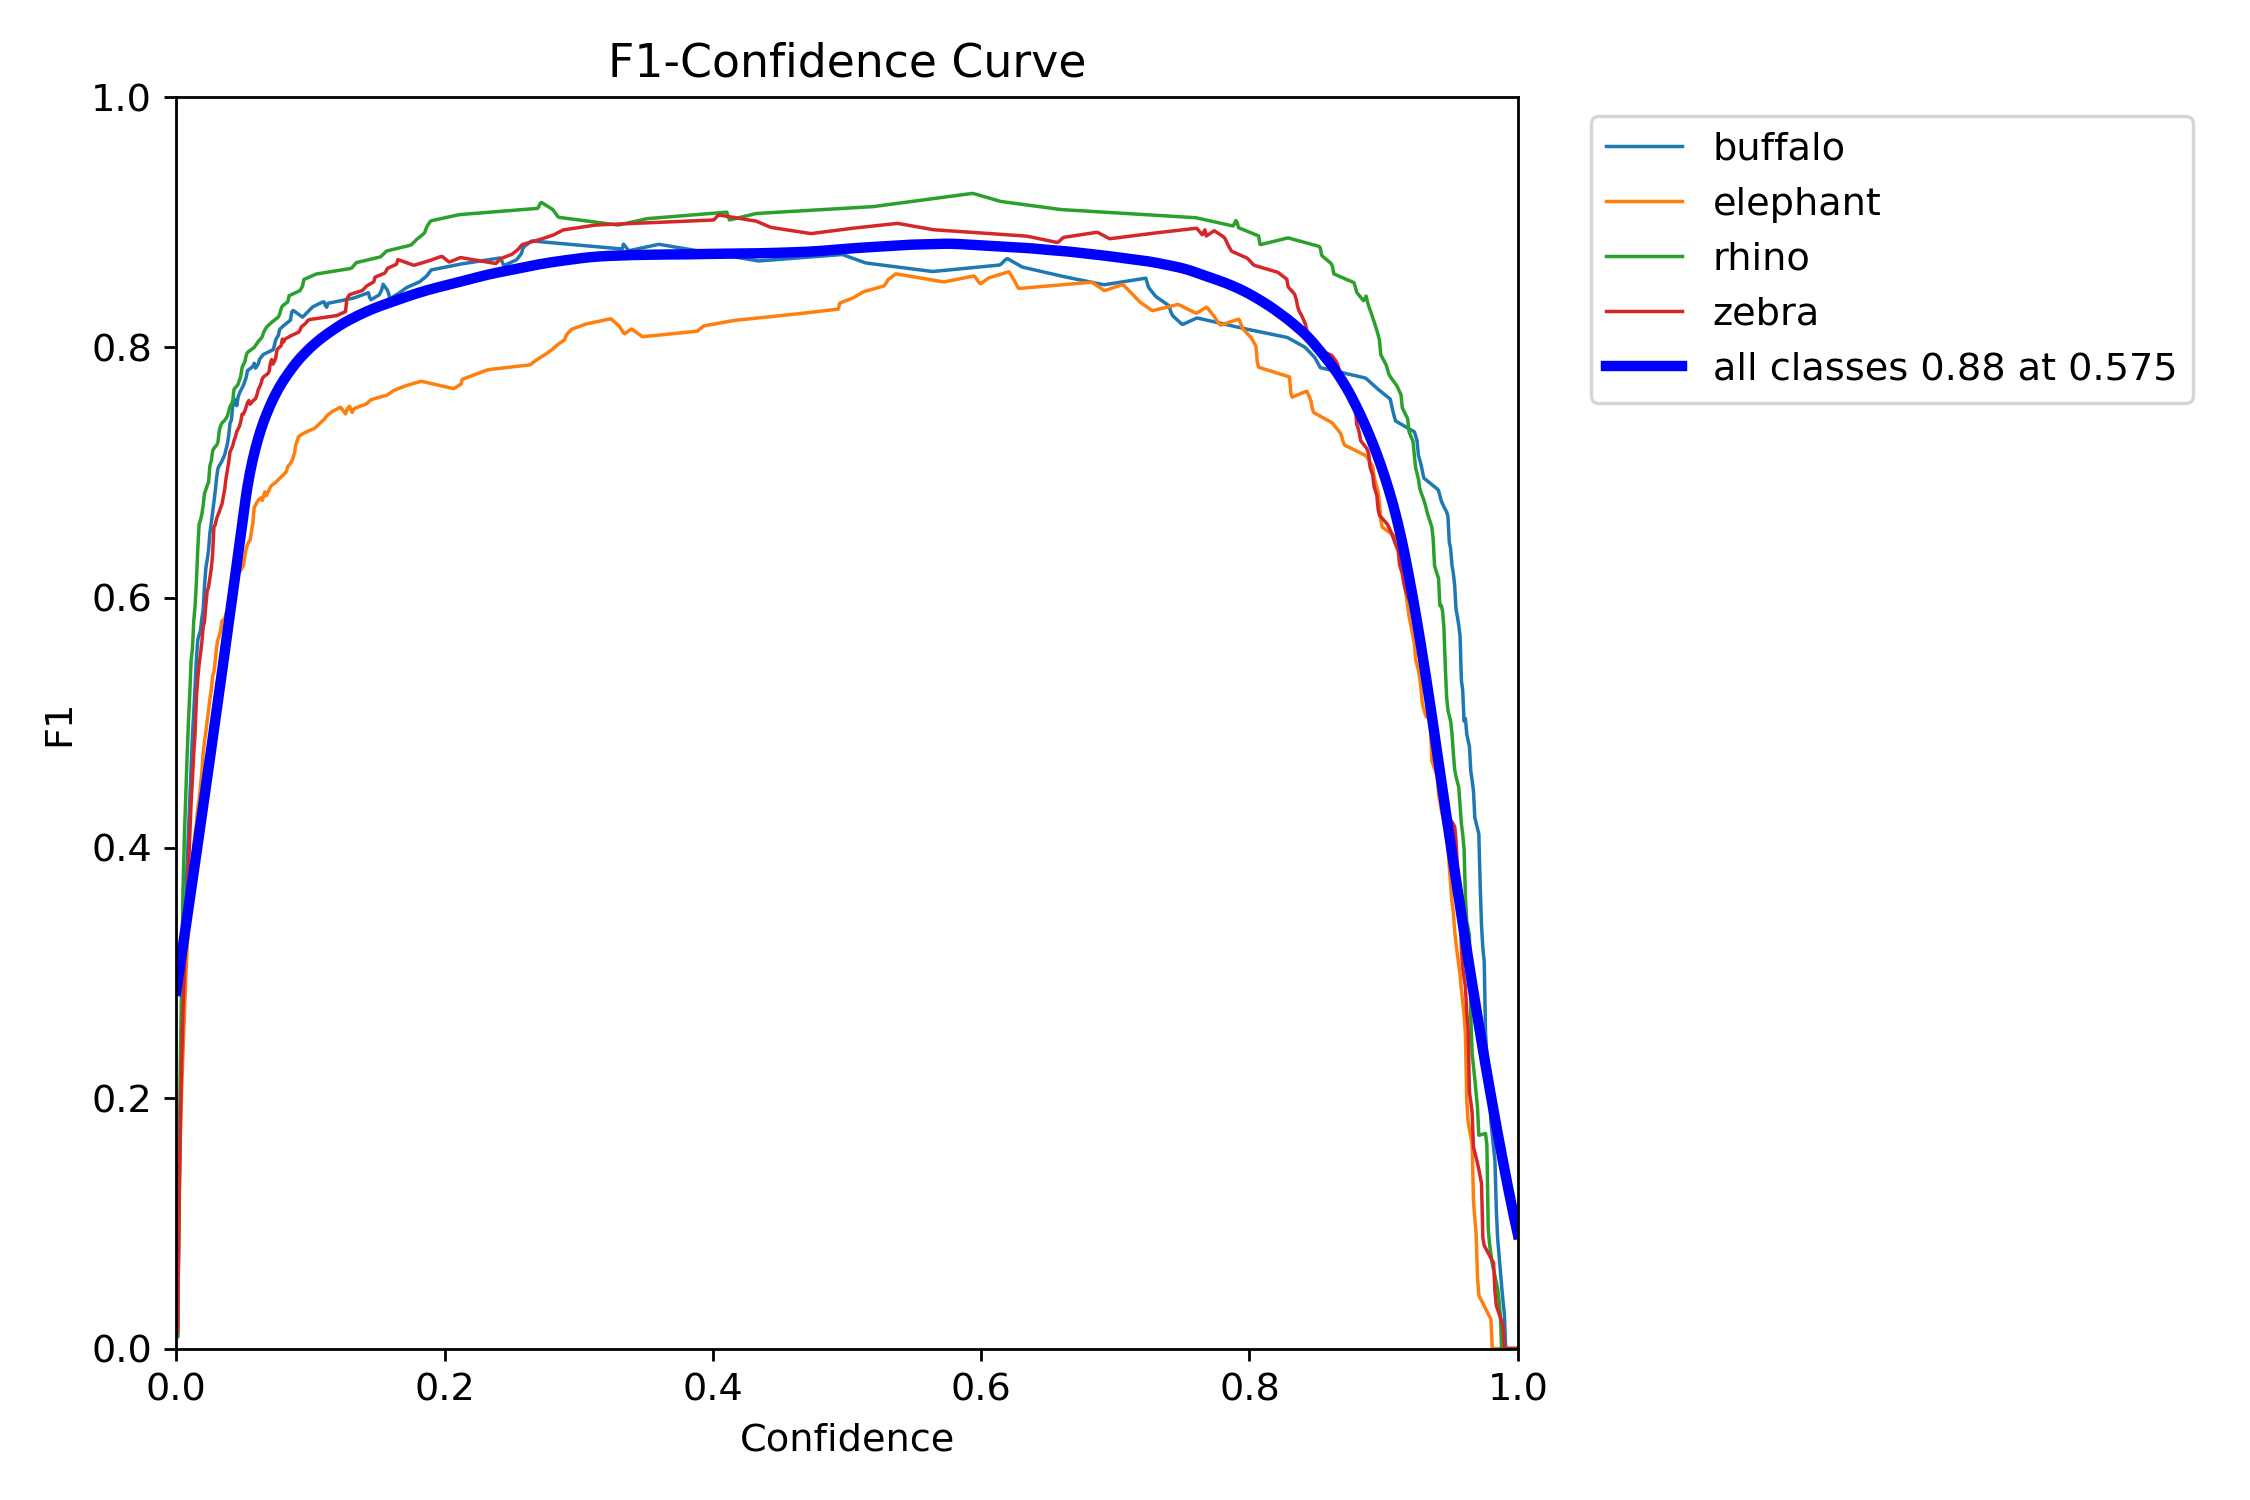 F1-Confidence Curve
1.0
0.8
0.6
0.4
0.2
0.0
F1
0.0 0.2 0.4 0.6 0.8 1.0
Confidence
buffalo
elephant
rhino
zebra
all classes 0.88 at 0.575